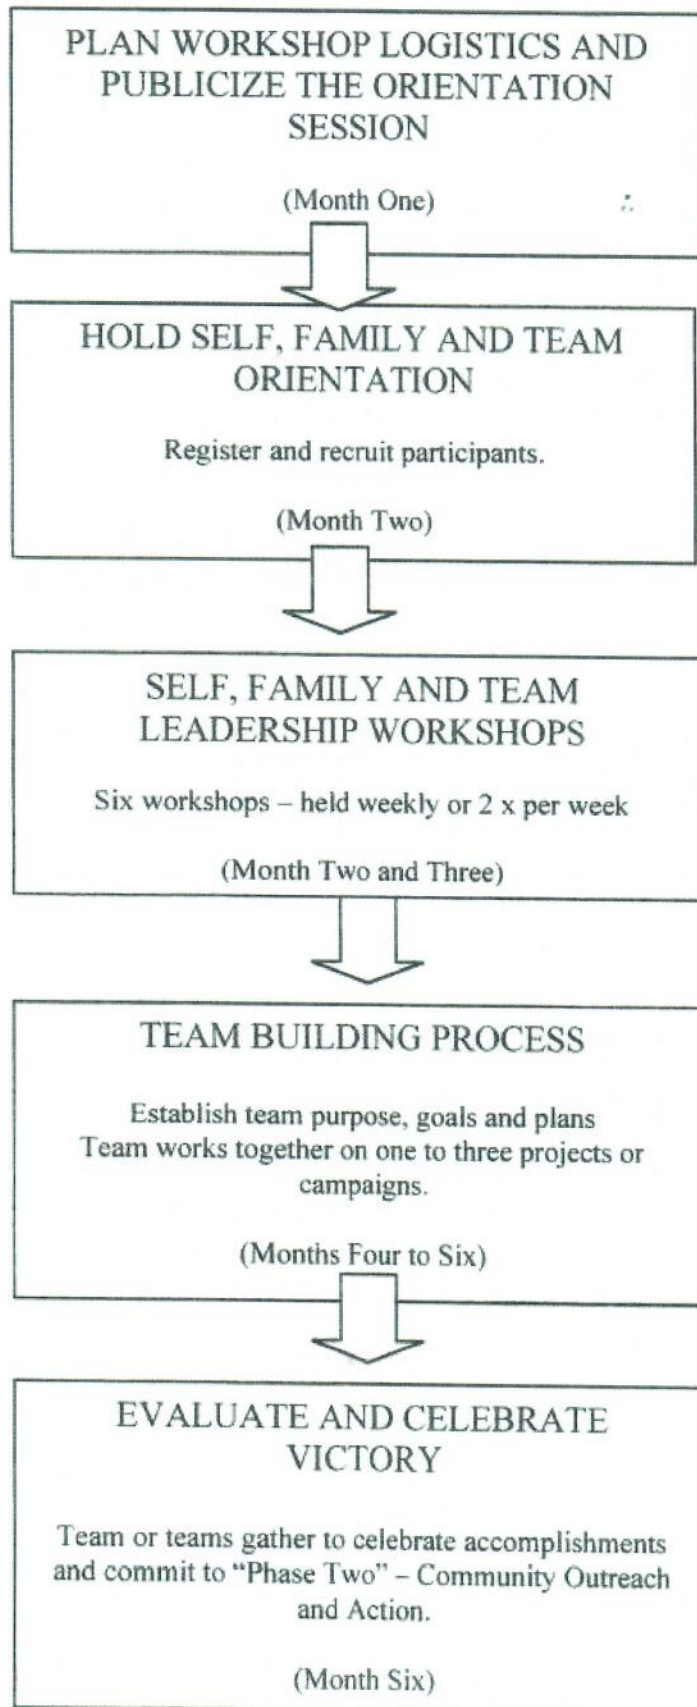 PLAN WORKSHOP LOGISTICS AND
PUBLICIZE THE ORIENTATION
SESSION
(Month One)
HOLD SELF, FAMILY AND TEAM
ORIENTATION
Register and recruit participants.
(Month Two)
SELF, FAMILY AND TEAM
LEADERSHIP WORKSHOPS
Six workshops – held weekly or 2 x per week
(Month Two and Three)
TEAM BUILDING PROCESS
Establish team purpose, goals and plans
Team works together on one to three projects or
campaigns.
(Months Four to Six)
EVALUATE AND CELEBRATE
VICTORY
Team or teams gather to celebrate accomplishments
and commit to “Phase Two” – Community Outreach
and Action.
(Month Six)